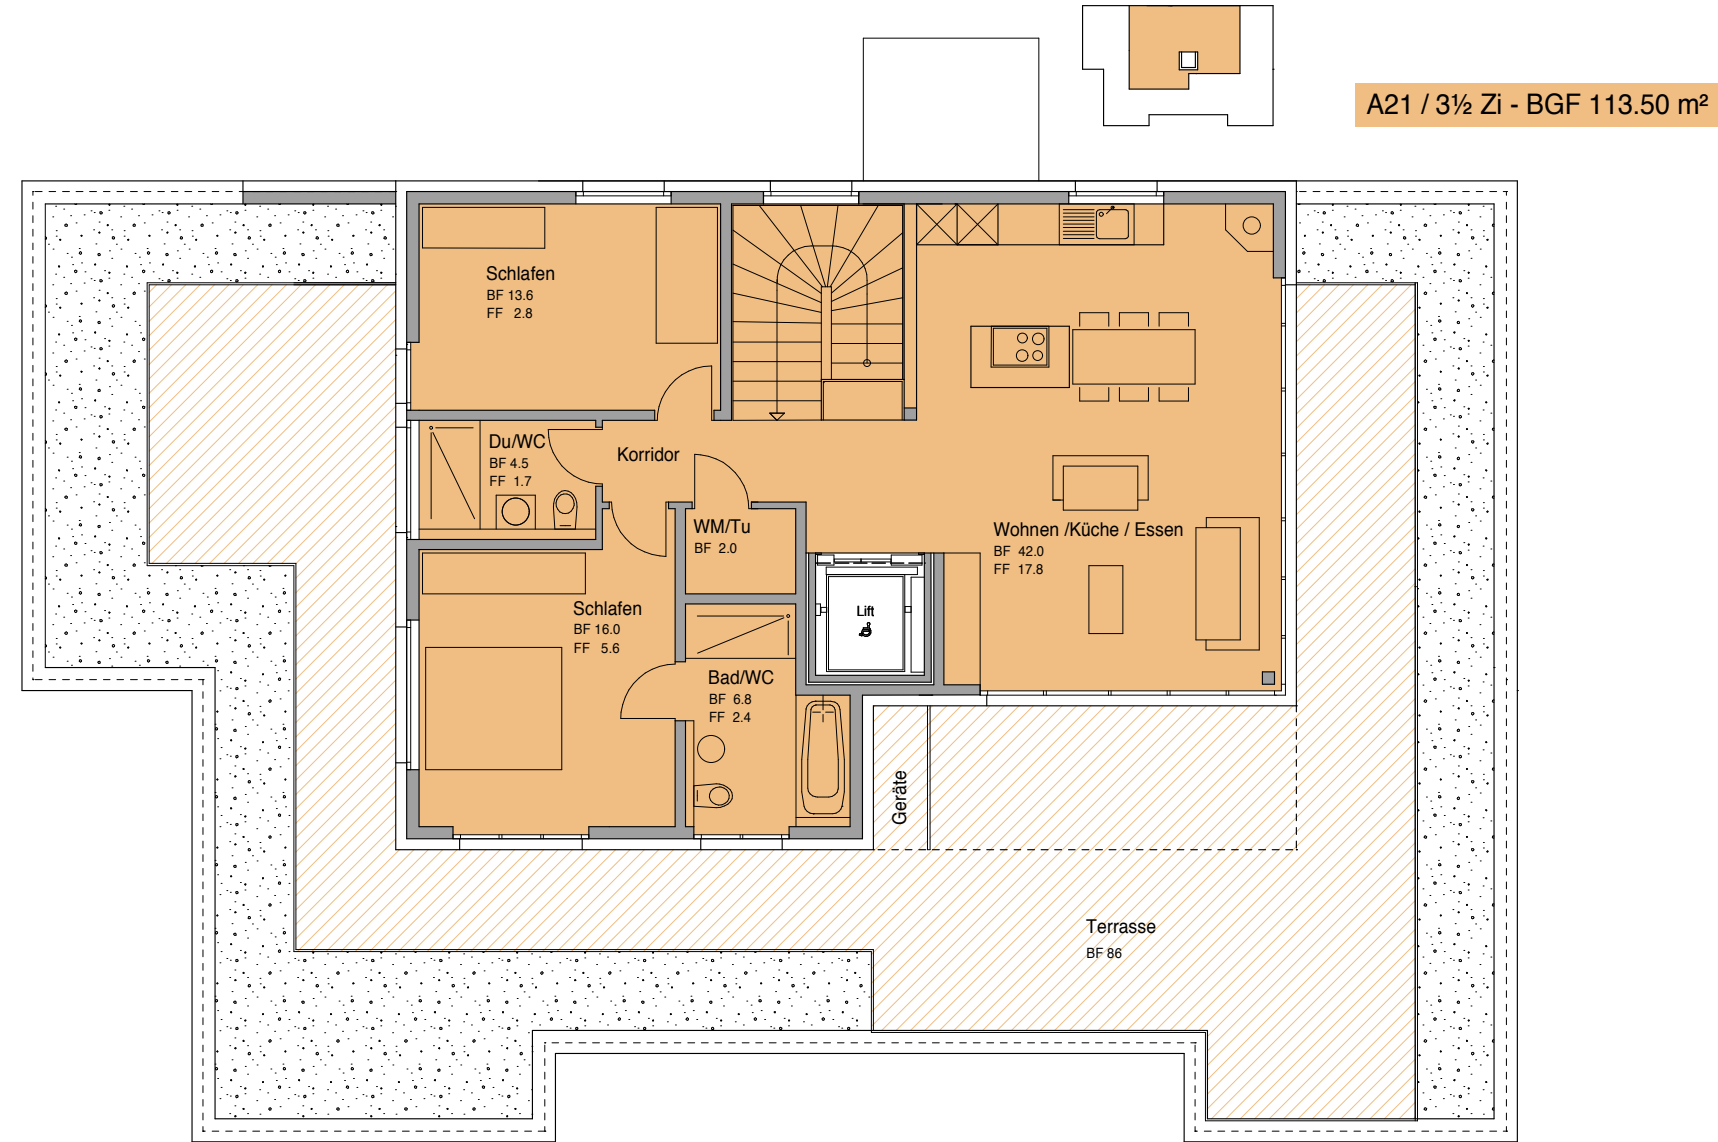 A21 / 3½ Zi - BGF 113.50 m²
Schlafen
BF 13.6
FF 2.8
Du/WC
BF 4.5
FF 1.7
Korridor
WM/Tu
BF 2.0
Wohnen /Küche / Essen
BF 42.0
FF 17.8
Schlafen
BF 16.0
FF 5.6
Lift
Bad/WC
BF 6.8
FF 2.4
Geräte
Terrasse
BF 86